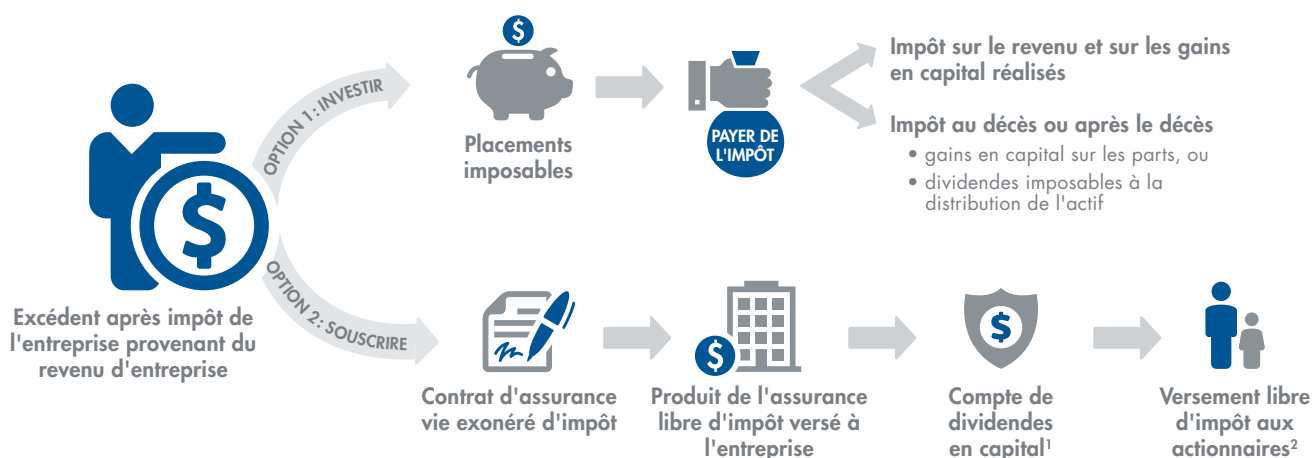 Excédent après impôt de
l'entreprise provenant du
revenu d'entreprise
OPTION 1: INVESTIR
$
$
Placements
imposables
PAYER DE
L'IMPÔT
Impôt sur le revenu et sur les gains
en capital réalisés
Impôt au décès ou après le décès
• gains en capital sur les parts, ou
• dividendes imposables à la
distribution de l'actif
OPTION 2: SOUSCRIRE
Contrat d'assurance
vie exonéré d'impôt
$
Produit de l'assurance
libre d'impôt versé à
l'entreprise
$
Compte de
dividendes
en capital¹
Versement libre
d'impôt aux
actionnaires²